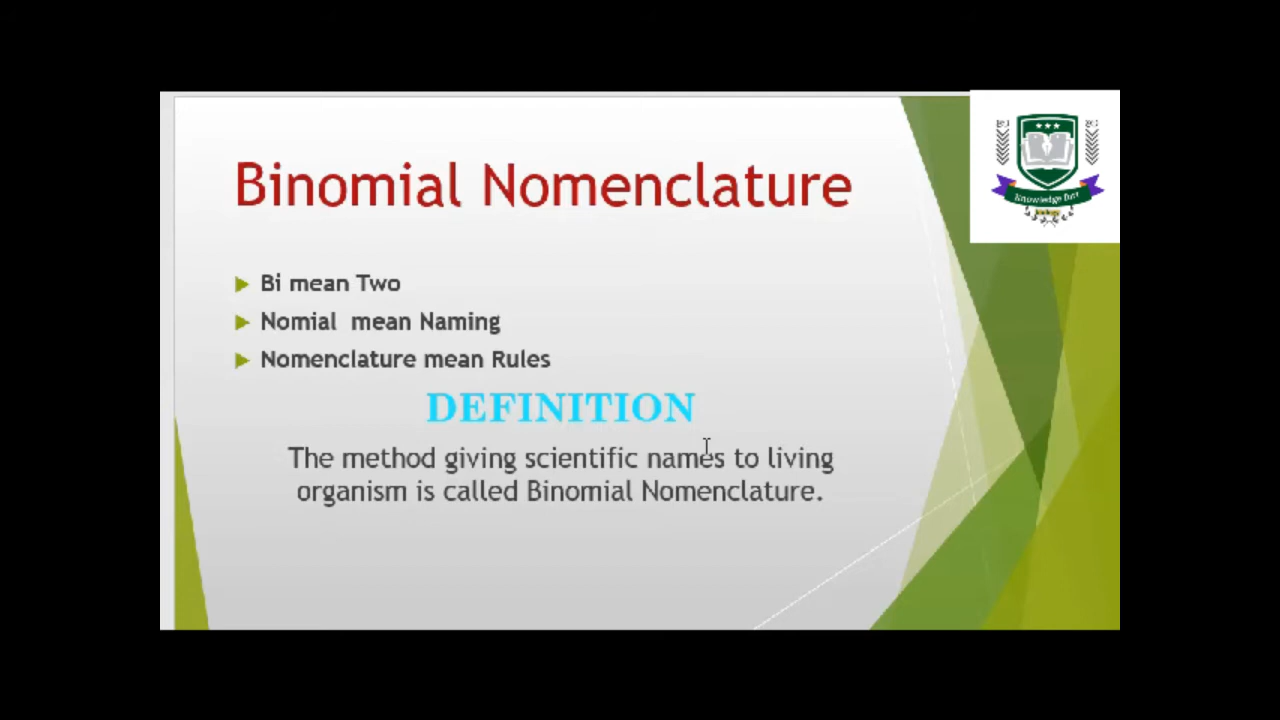 Binomial Nomenclature
Bi mean Two
Nomial mean Naming
Nomenclature mean Rules
DEFINITION
The method giving scientific names to living
organism is called Binomial Nomenclature.
Knowledge